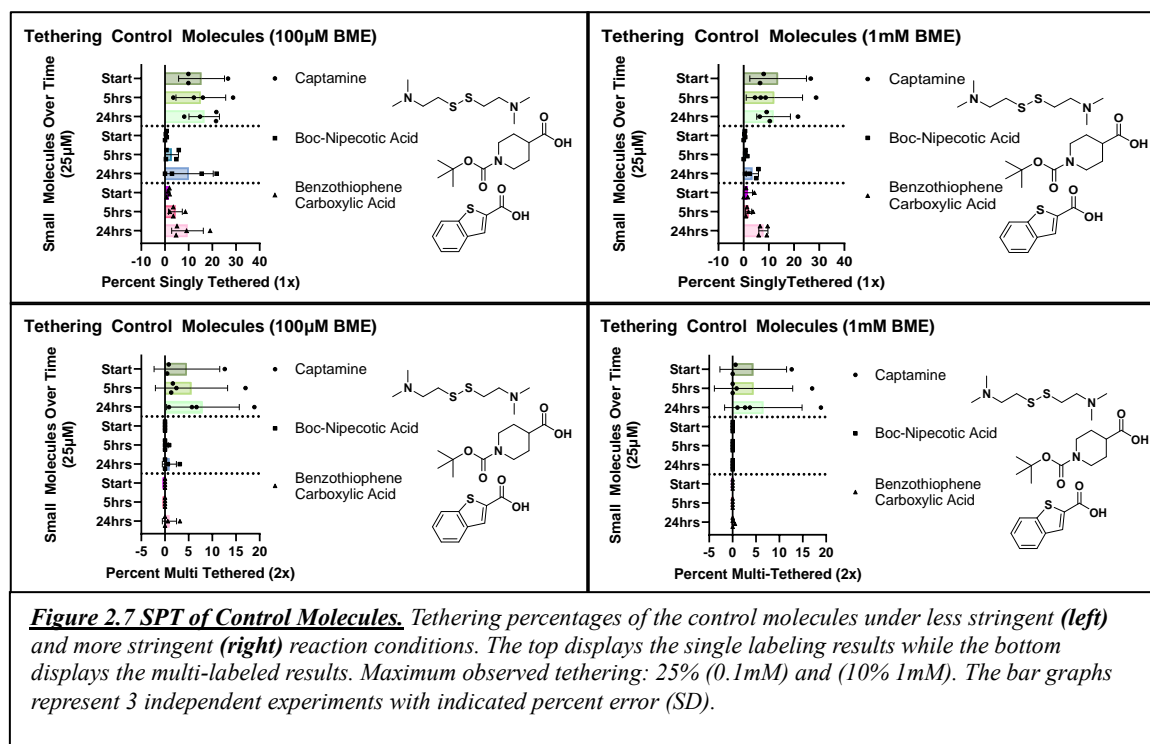 Tethering Control Molecules (100µM BME)
Small Molecules Over Time
(25µM)
Start
5hrs
24hrs
Start
5hrs
24hrs
Start
5hrs
24hrs
-10 0 10 20 30 40
Percent Singly Tethered (1x)
Captamine
Boc-Nipecotic Acid
Benzothiophene
Carboxylic Acid
N S S N
O OH
O N O
S O OH
Tethering Control Molecules (1mM BME)
Small Molecules Over Time
(25µM)
Start
5hrs
24hrs
Start
5hrs
24hrs
Start
5hrs
24hrs
-10 0 10 20 30 40
Percent SinglyTethered (1x)
Captamine
Boc-Nipecotic Acid
Benzothiophene
Carboxylic Acid
N S S N
O OH
O N O
S O OH
Tethering Control Molecules (100µM BME)
Small Molecules Over Time
(25µM)
Start
5hrs
24hrs
Start
5hrs
24hrs
Start
5hrs
24hrs
-5 0 5 10 15 20
Percent Multi Tethered (2x)
Captamine
Boc-Nipecotic Acid
Benzothiophene
Carboxylic Acid
N S S N
O OH
O N O
S O OH
Tethering Control Molecules (1mM BME)
Small Molecules Over Time
(25µM)
Start
5hrs
24hrs
Start
5hrs
24hrs
Start
5hrs
24hrs
-5 0 5 10 15 20
Percent Multi-Tethered (2x)
Captamine
Boc-Nipecotic Acid
Benzothiophene
Carboxylic Acid
N S S N
O OH
O N O
S O OH
Figure 2.7 SPT of Control Molecules. Tethering percentages of the control molecules under less stringent (left)
and more stringent (right) reaction conditions. The top displays the single labeling results while the bottom
displays the multi-labeled results. Maximum observed tethering: 25% (0.1mM) and (10% 1mM). The bar graphs
represent 3 independent experiments with indicated percent error (SD).